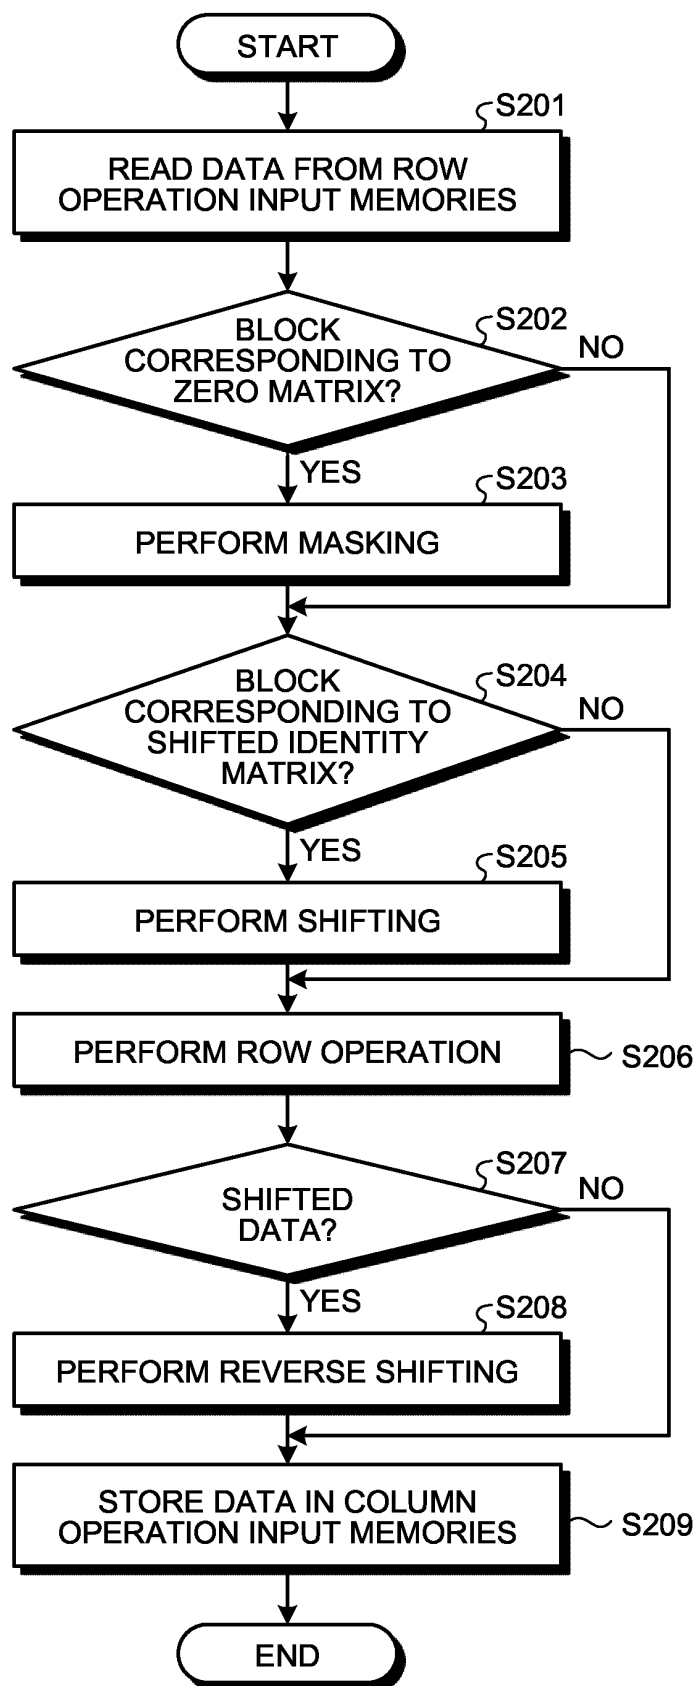 START
S201
READ DATA FROM ROW
OPERATION INPUT MEMORIES
S202
BLOCK
CORRESPONDING TO
ZERO MATRIX?
NO
YES
S203
PERFORM MASKING
S204
BLOCK
CORRESPONDING TO
SHIFTED IDENTITY
MATRIX?
NO
YES
S205
PERFORM SHIFTING
PERFORM ROW OPERATION
S206
S207
SHIFTED
DATA?
NO
YES
S208
PERFORM REVERSE SHIFTING
STORE DATA IN COLUMN
OPERATION INPUT MEMORIES
S209
END